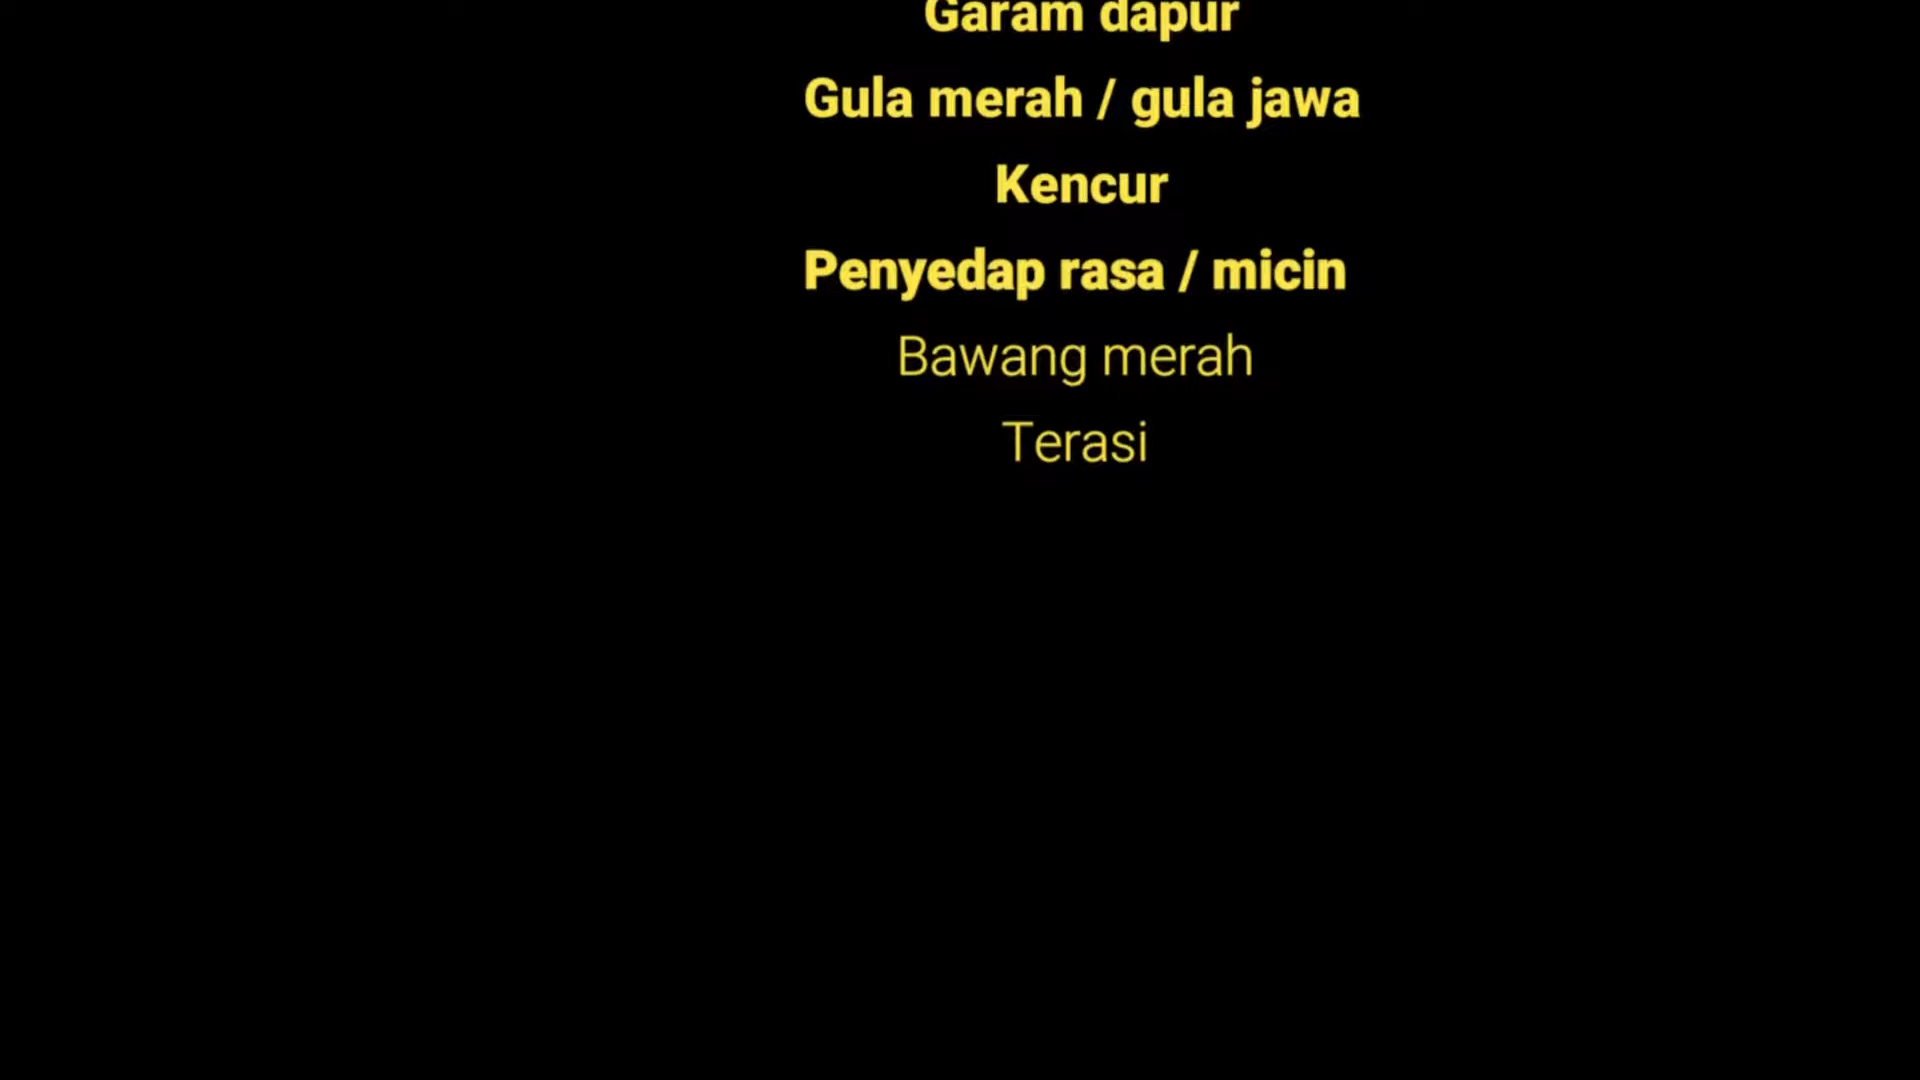 Garam dapur
Gula merah / gula jawa
Kencur
Penyedap rasa / micin
Bawang merah
Terasi